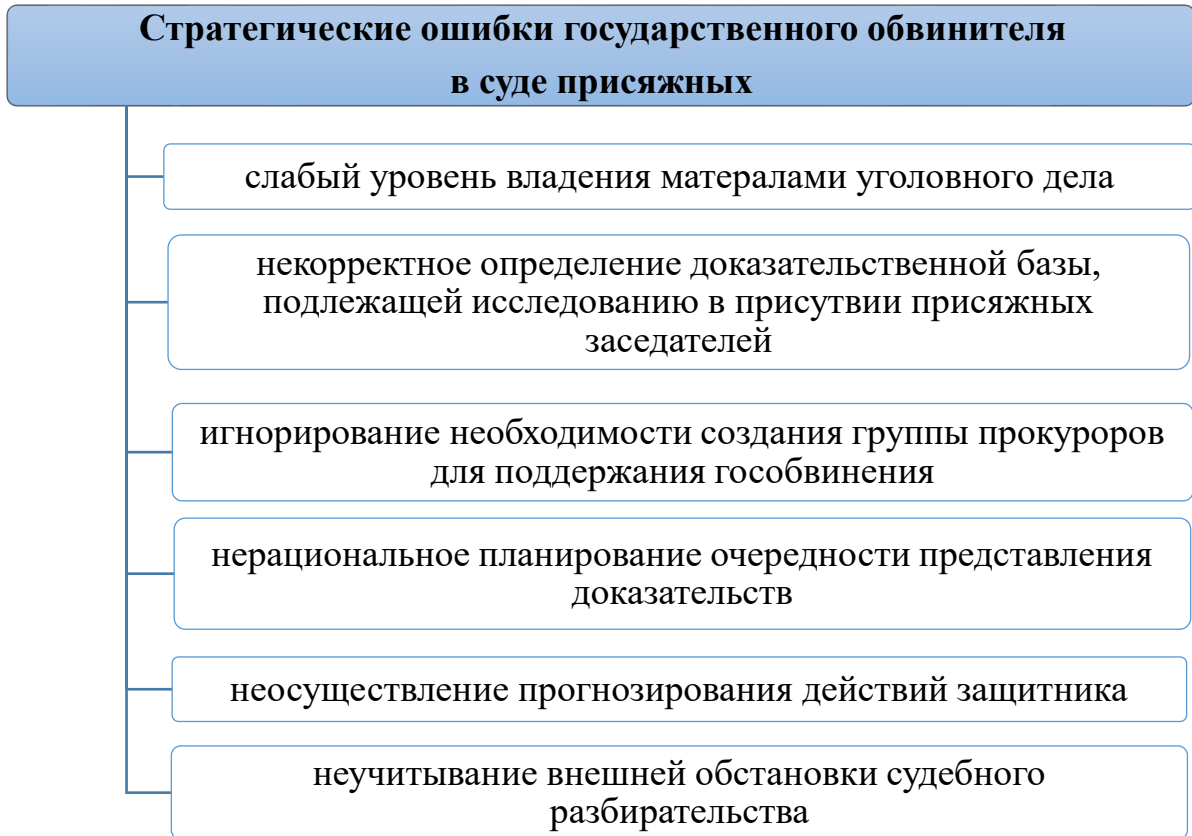 Стратегические ошибки государственного обвинителя
в суде присяжных
слабый уровень владения матералами уголовного дела
некорректное определение доказательственной базы,
подлежащей исследованию в присутвии присяжных
заседателей
игнорирование необходимости создания группы прокуроров
для поддержания гособвинения
нерациональное планирование очередности представления
доказательств
неосуществление прогнозирования действий защитника
неучитывание внешней обстановки судебного
разбирательства